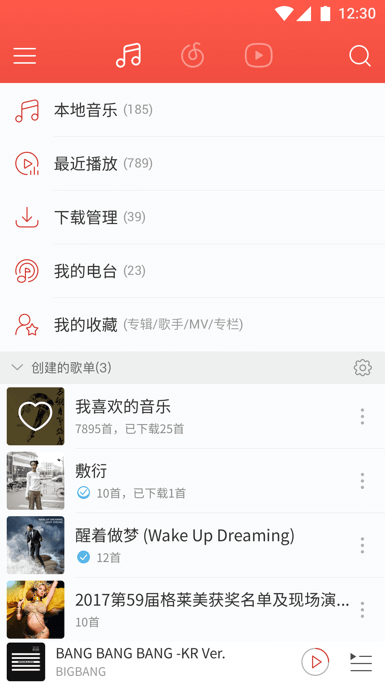 12:30
本地音乐 (185)
最近播放 (789)
下载管理 (39)
我的电台 (23)
我的收藏 (专辑/歌手/MV/专栏)
创建的歌单(3)
我喜欢的音乐
7895首，已下载25首
敷衍
10首，已下载1首
醒着做梦 (Wake Up Dreaming)
12首
2017第59届格莱美获奖名单及现场演...
10首
BANG BANG BANG -KR Ver.
BIGBANG